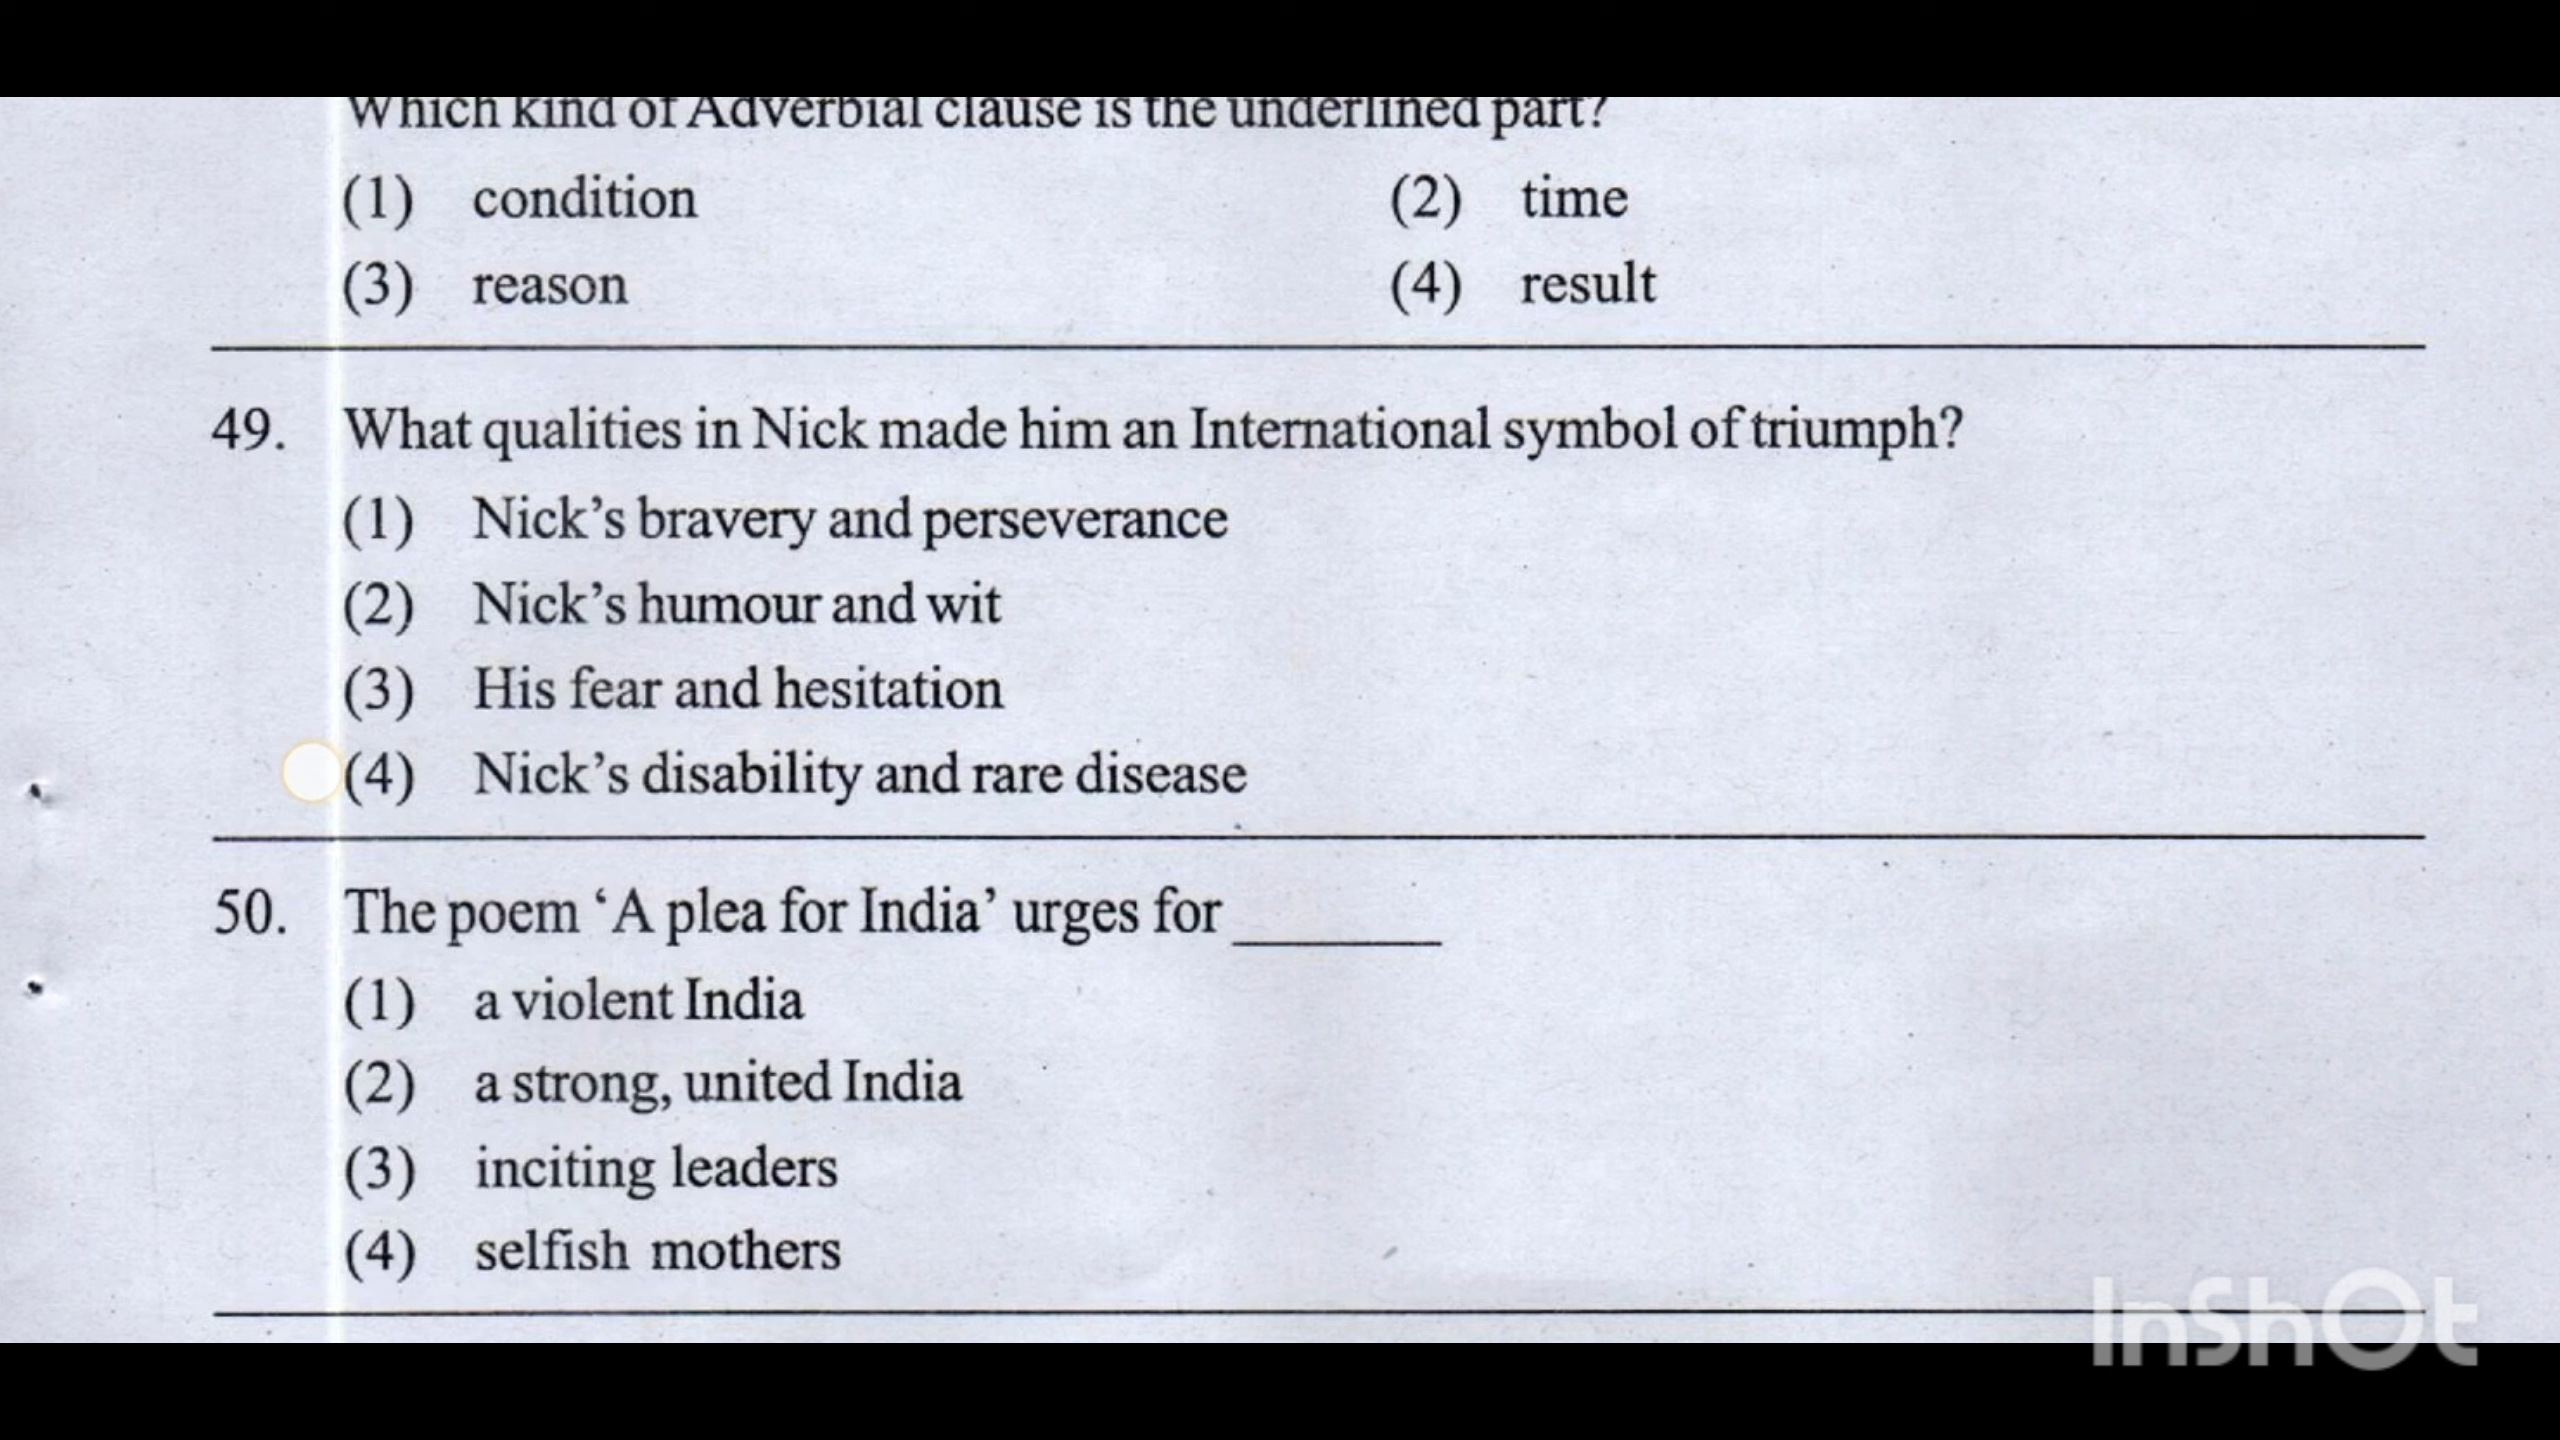 Which kind of Adverbial clause is the underlined part?
(1) condition (2) time
(3) reason (4) result
49. What qualities in Nick made him an International symbol of triumph?
(1) Nick's bravery and perseverance
(2) Nick's humour and wit
(3) His fear and hesitation
(4) Nick's disability and rare disease
50. The poem 'A plea for India' urges for ______
(1) a violent India
(2) a strong, united India
(3) inciting leaders
(4) selfish mothers
InShOt